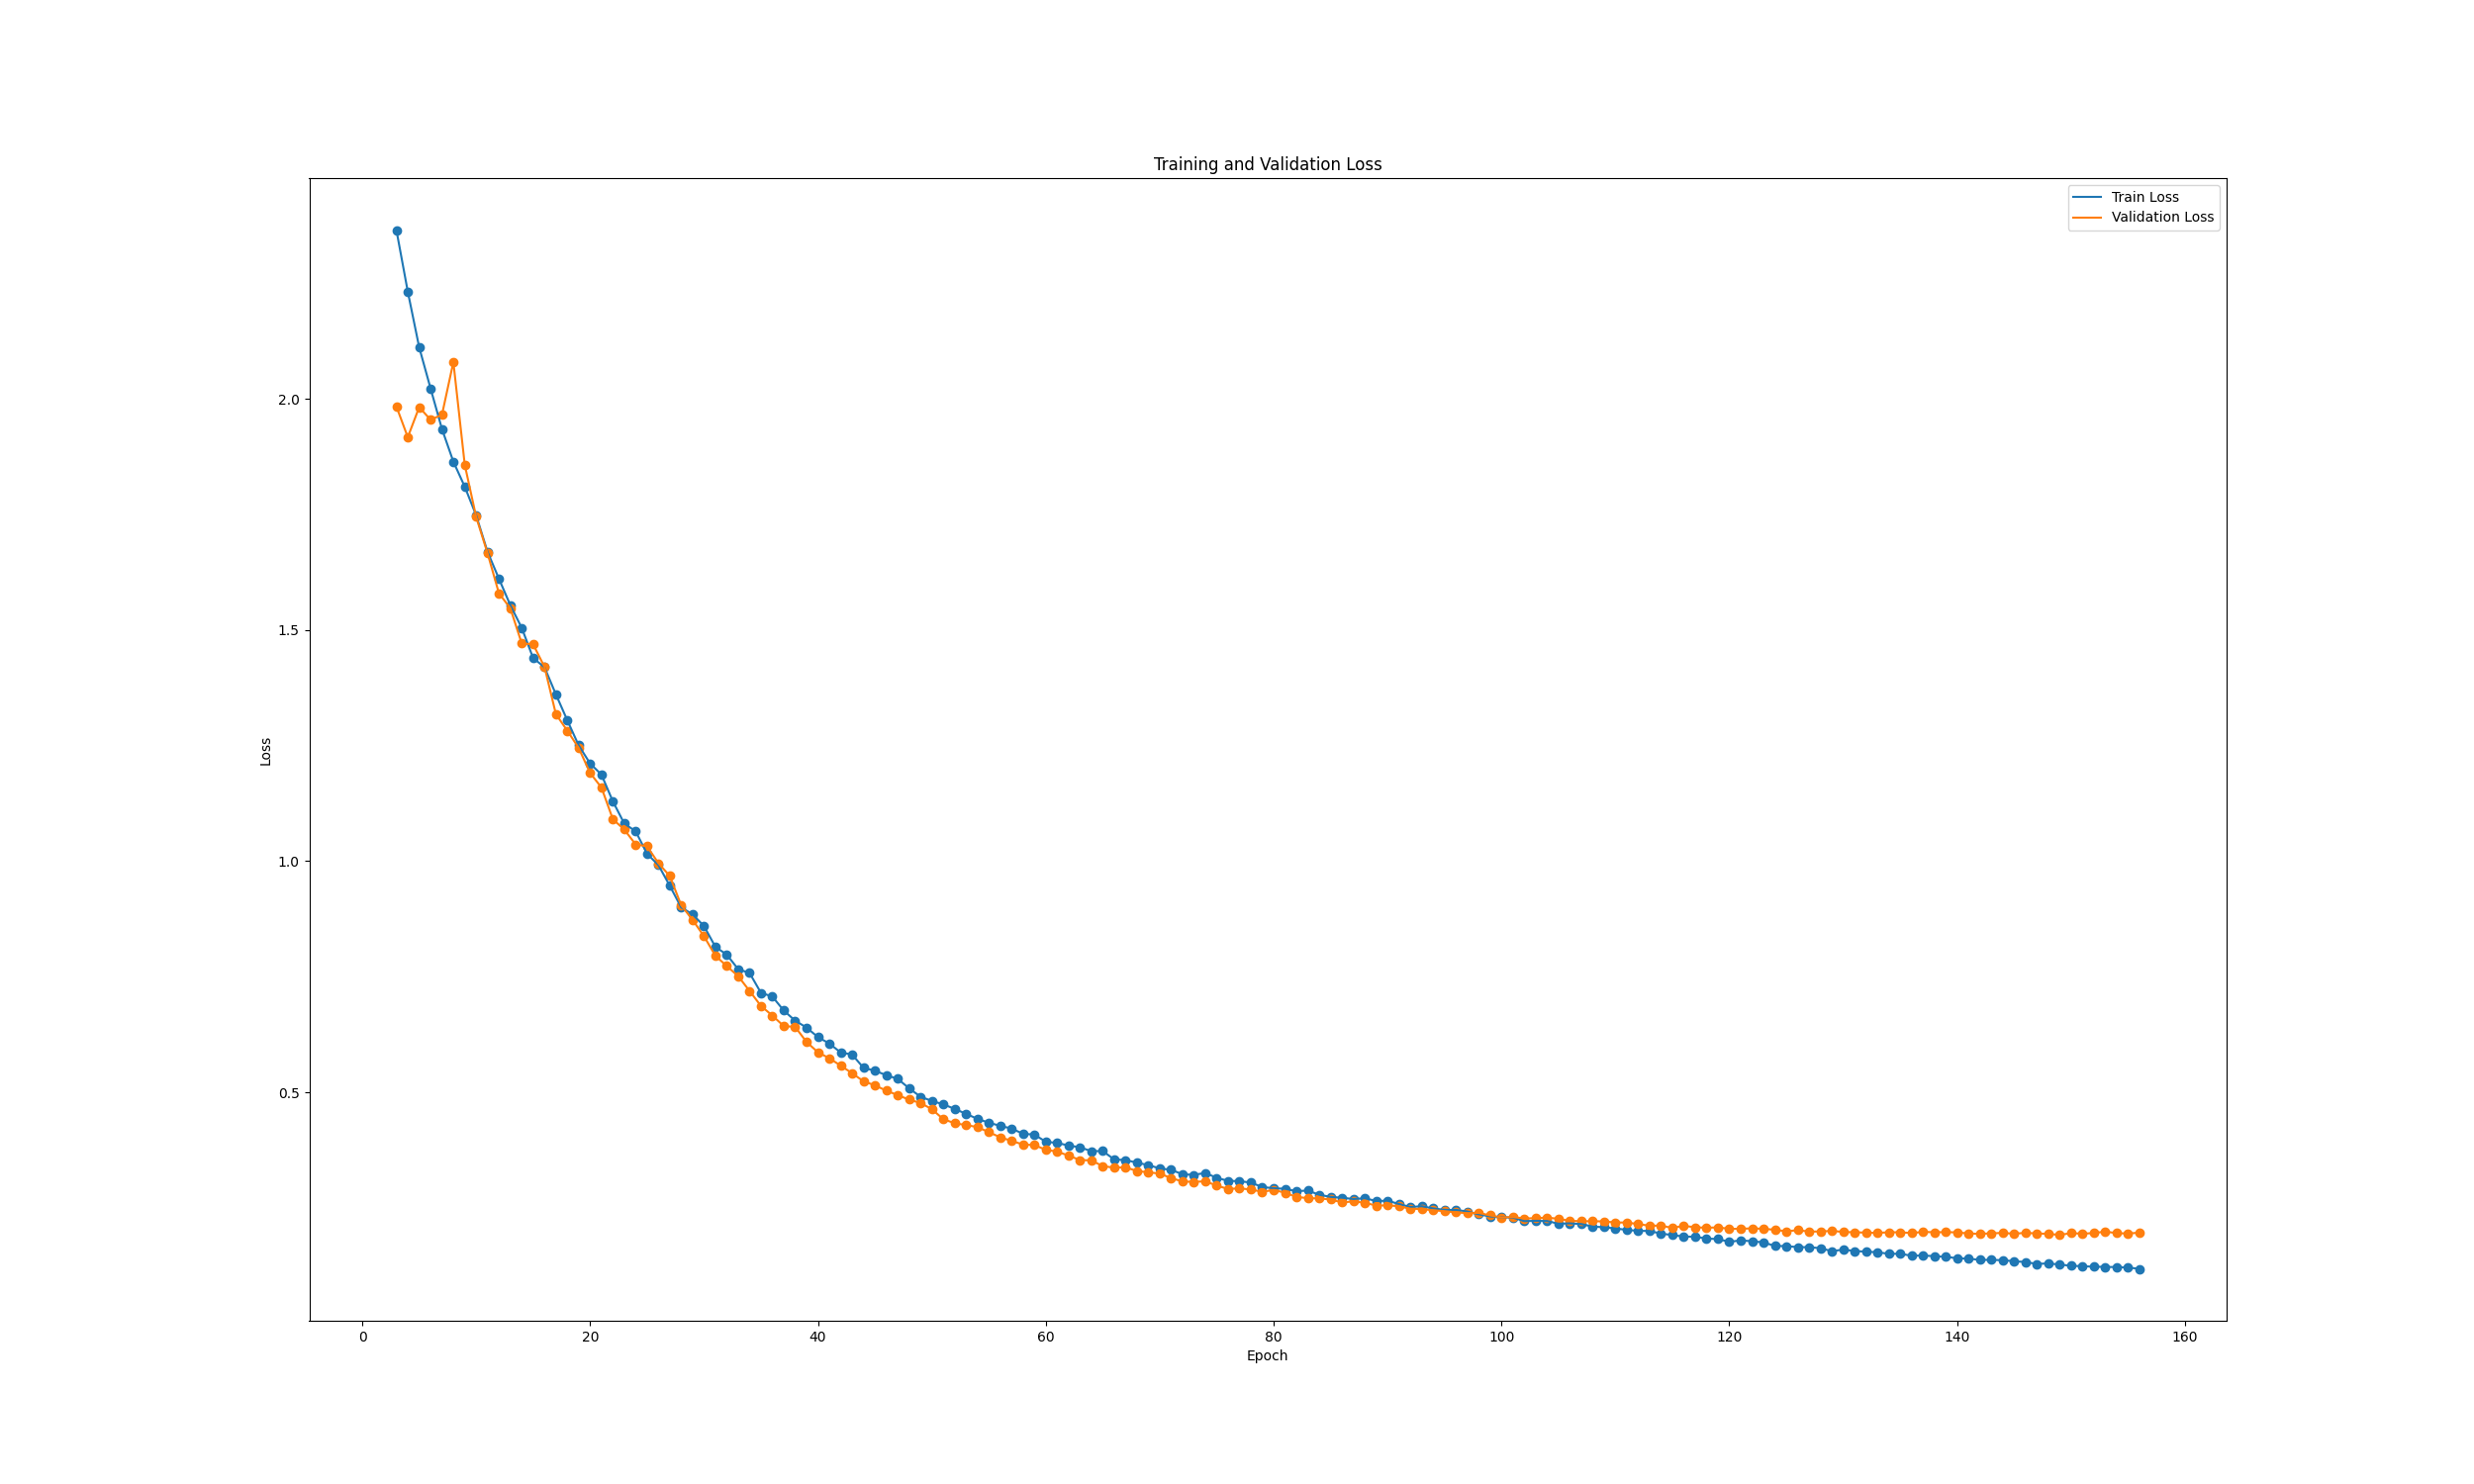 Training and Validation Loss
Train Loss
Validation Loss
2.0
1.5
1.0
0.5
Loss
0 20 40 60 80 100 120 140 160
Epoch